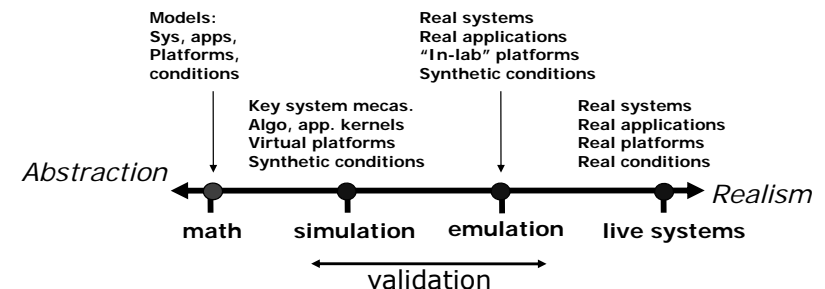 Models:
Sys, apps,
Platforms,
conditions
Real systems
Real applications
“In-lab” platforms
Synthetic conditions
Key system mecas.
Algo, app. kernels
Virtual platforms
Synthetic conditions
Real systems
Real applications
Real platforms
Real conditions
Abstraction
Realism
math
simulation
emulation
live systems
validation